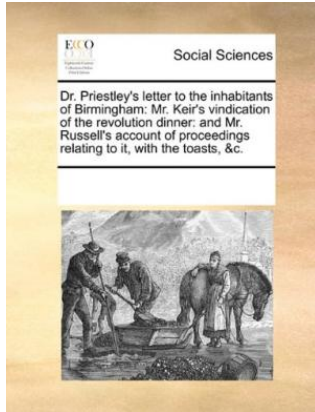 ECCO
Social Sciences
Dr. Priestley's letter to the inhabitants
of Birmingham: Mr. Keir's vindication
of the revolution dinner: and Mr.
Russell's account of proceedings
relating to it, with the toasts, &c.